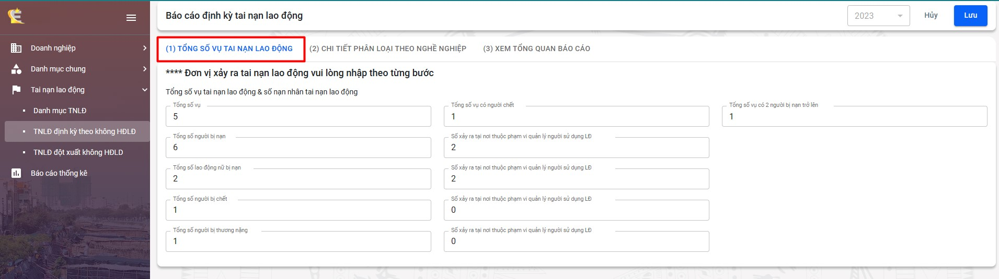 Báo cáo định kỳ tai nạn lao động
2023
Hủy
Lưu
Doanh nghiệp
Danh mục chung
Tai nạn lao động
Danh mục TNLĐ
TNLĐ định kỳ theo không HĐLĐ
TNLĐ đột xuất không HĐLD
Báo cáo thống kê
(1) TỔNG SỐ VỤ TAI NẠN LAO ĐỘNG
(2) CHI TIẾT PHÂN LOẠI THEO NGHỀ NGHIỆP
(3) XEM TỔNG QUAN BÁO CÁO
**** Đơn vị xảy ra tai nạn lao động vui lòng nhập theo từng bước
Tổng số vụ tai nạn lao động & số nạn nhân tai nạn lao động
Tổng số vụ
5
Tổng số vụ có người chết
1
Tổng số vụ có 2 người bị nạn trở lên
1
Tổng số người bị nạn
6
Số xảy ra tại nơi thuộc phạm vi quản lý người sử dụng LĐ
2
Tổng số lao động nữ bị nạn
2
Số xảy ra tại nơi thuộc phạm vi quản lý người sử dụng LĐ
2
Tổng số người bị chết
1
Số xảy ra tại nơi thuộc phạm vi quản lý người sử dụng LĐ
0
Tổng số người bị thương nặng
1
Số xảy ra tại nơi thuộc phạm vi quản lý người sử dụng LĐ
0